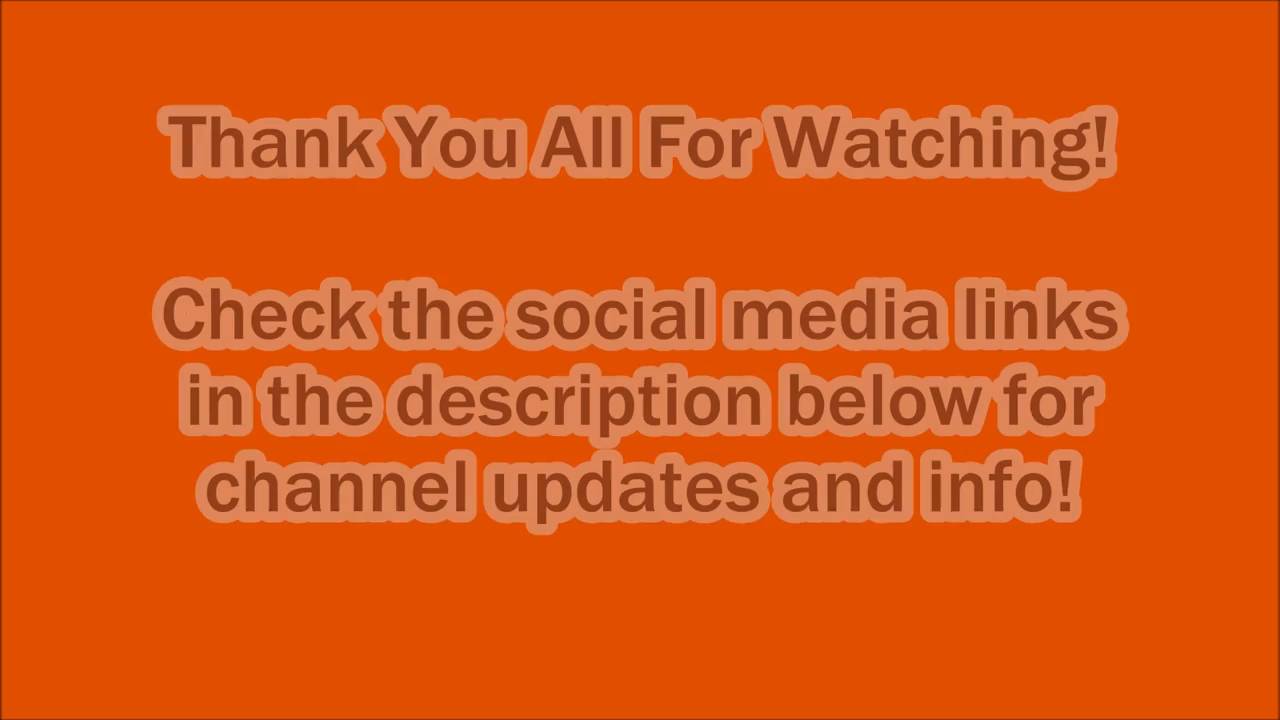 Thank You All For Watching!
Check the social media links
in the description below for
channel updates and info!